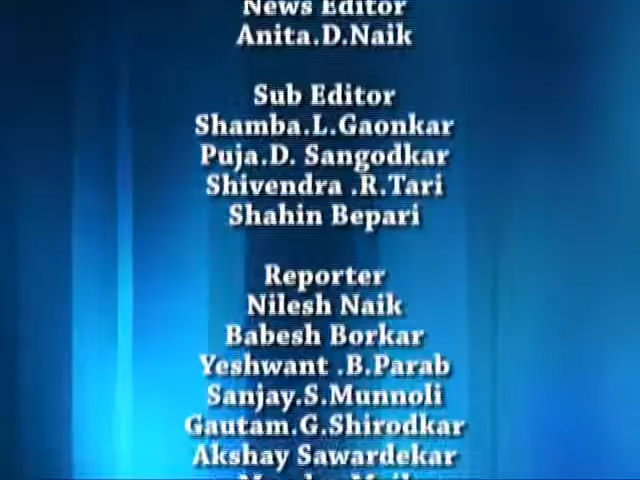 News Editor
Anita.D.Naik
Sub Editor
Shamba.L.Gaonkar
Puja.D. Sangodkar
Shivendra .R.Tari
Shahin Bepari
Reporter
Nilesh Naik
Babesh Borkar
Yeshwant .B.Parab
Sanjay.S.Munnoli
Gautam.G.Shirodkar
Akshay Sawardekar